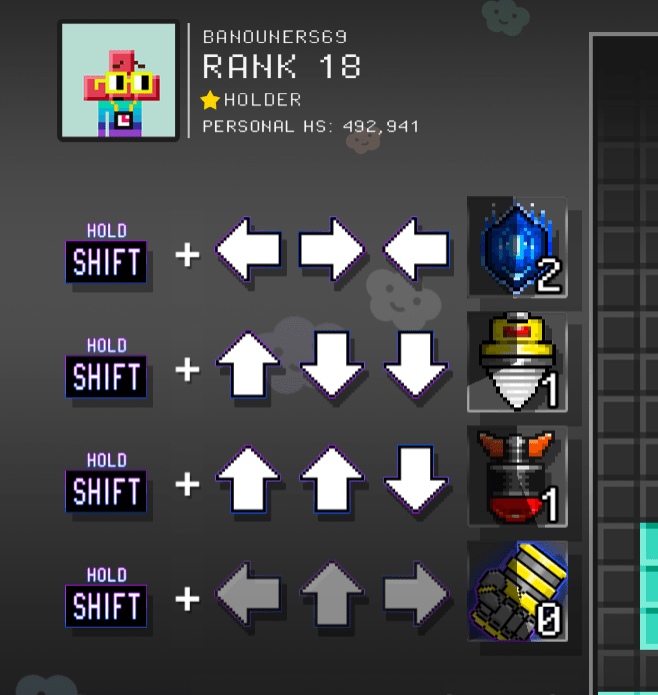 BANOUNERS69
RANK 18
HOLDER
PERSONAL HS: 492,941
HOLD
SHIFT + 2
HOLD
SHIFT + 1
HOLD
SHIFT + 1
HOLD
SHIFT + 0